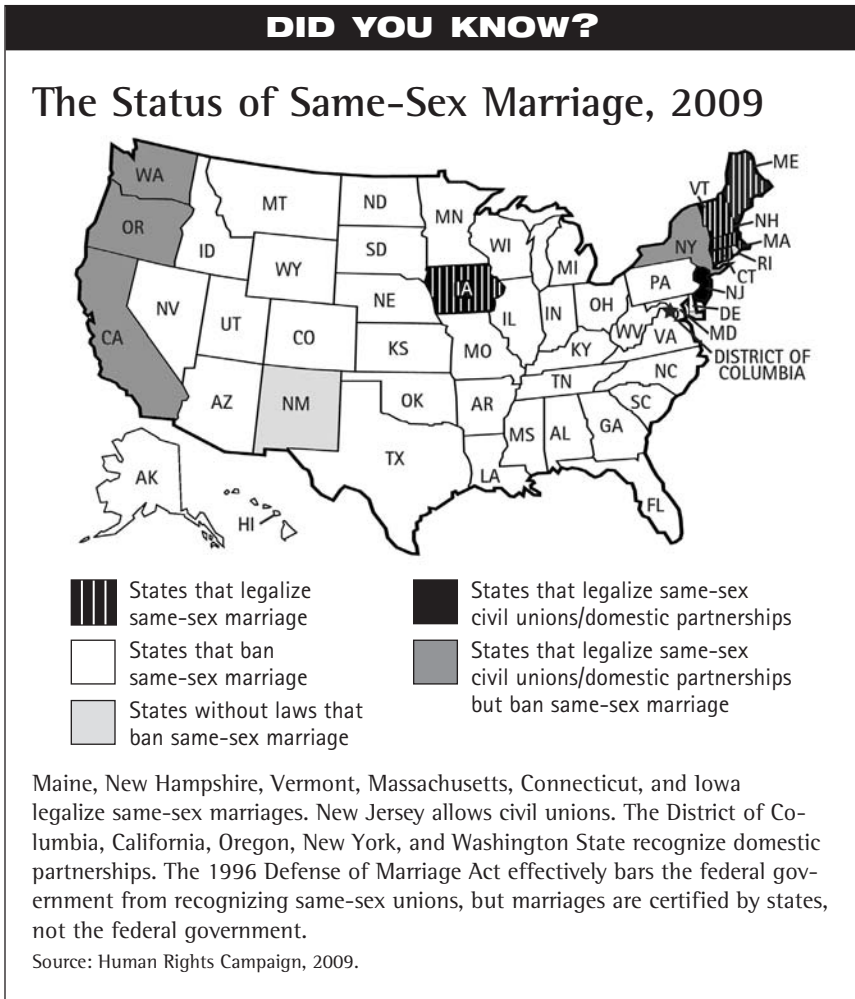 DID YOU KNOW?
The Status of Same-Sex Marriage, 2009
WA
OR
CA
NV
ID
MT
WY
UT
AZ
CO
NM
ND
SD
NE
KS
OK
TX
MN
IA
MO
AR
LA
WI
IL
MI
IN
OH
KY
TN
MS
AL
GA
FL
SC
NC
VA
WV
PA
NY
VT
ME
NH
MA
RI
CT
NJ
DE
MD
DISTRICT OF
COLUMBIA
AK
HI
States that legalize
same-sex marriage
States that ban
same-sex marriage
States without laws that
ban same-sex marriage
States that legalize same-sex
civil unions/domestic partnerships
States that legalize same-sex
civil unions/domestic partnerships
but ban same-sex marriage
Maine, New Hampshire, Vermont, Massachusetts, Connecticut, and Iowa
legalize same-sex marriages. New Jersey allows civil unions. The District of Co-
lumbia, California, Oregon, New York, and Washington State recognize domestic
partnerships. The 1996 Defense of Marriage Act effectively bars the federal gov-
ernment from recognizing same-sex unions, but marriages are certified by states,
not the federal government.
Source: Human Rights Campaign, 2009.